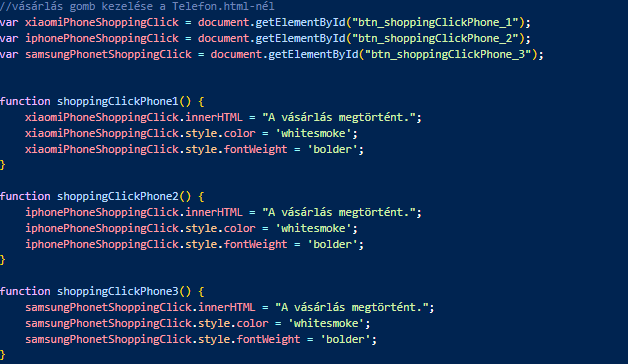 //vásárlás gomb kezelése a Telefon.html-nél
var xiaomiPhoneShoppingClick = document.getElementById("btn_shoppingClickPhone_1");
var iphonePhoneShoppingClick = document.getElementById("btn_shoppingClickPhone_2");
var samsungPhonetShoppingClick = document.getElementById("btn_shoppingClickPhone_3");
function shoppingClickPhone1() {
xiaomiPhoneShoppingClick.innerHTML = "A vásárlás megtörtént.";
xiaomiPhoneShoppingClick.style.color = 'whitesmoke';
xiaomiPhoneShoppingClick.style.fontWeight = 'bolder';
}
function shoppingClickPhone2() {
iphonePhoneShoppingClick.innerHTML = "A vásárlás megtörtént.";
iphonePhoneShoppingClick.style.color = 'whitesmoke';
iphonePhoneShoppingClick.style.fontWeight = 'bolder';
}
function shoppingClickPhone3() {
samsungPhonetShoppingClick.innerHTML = "A vásárlás megtörtént.";
samsungPhonetShoppingClick.style.color = 'whitesmoke';
samsungPhonetShoppingClick.style.fontWeight = 'bolder';
}